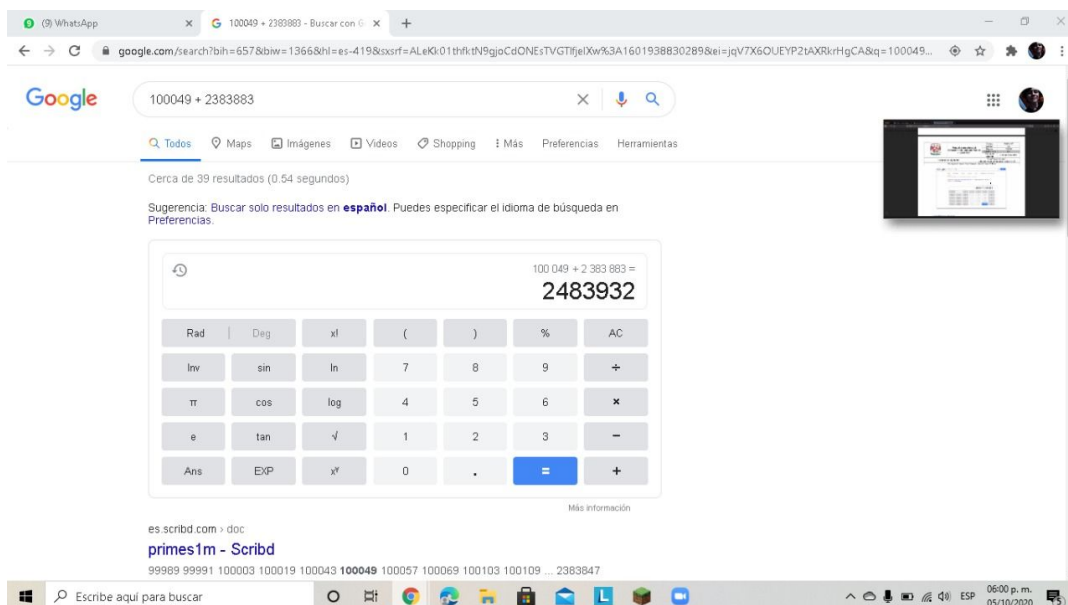 (9) WhatsApp
100049 + 2383883 - Buscar con G
google.com/search?bih=657&biw=1366&hl=es-419&sxsrf=ALeKk01thfktN9gjoCdONEsTVGTlfjelXw%3A1601938830289&ei=jqV7X6OUEYP2tAXRkrHgCA&q=100049...
Google
100049 + 2383883
Todos Maps Imágenes Videos Shopping Más Preferencias Herramientas
Cerca de 39 resultados (0.54 segundos)
Sugerencia: Buscar solo resultados en español. Puedes especificar el idioma de búsqueda en
Preferencias.
100 049 + 2 383 883 =
2483932
Rad | Deg x! ( ) % AC
Inv sin ln 7 8 9 ÷
π cos log 4 5 6 ×
e tan √ 1 2 3 −
Ans EXP xʸ 0 . = +
Más información
es.scribd.com › doc
primes1m - Scribd
99989 99991 100003 100019 100043 100049 100057 100069 100103 100109 ... 2383847
Escribe aquí para buscar
L
ESP
06:00 p. m.
05/10/2020
5